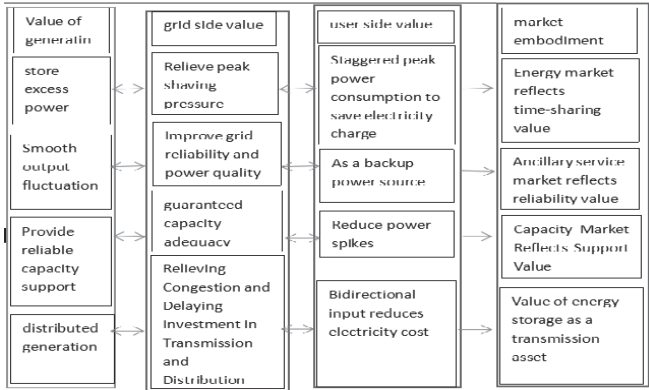 Value of
generatin
store
excess
power
Smooth
output
fluctuation
Provide
reliable
capacity
support
distributed
generation
grid side value
Relieve peak
shaving
pressure
Improve grid
reliability and
power quality
guaranteed
capacity
adequacy
Relieving
Congestion and
Delaying
Investment In
Transmission
and
Distribution
user side value
Staggered peak
power
consumption to
save electricity
charge
As a backup
power source
Reduce power
spikes
Bidirectional
input reduces
electricity cost
market
embodiment
Energy market
reflects
time-sharing
value
Ancillary service
market reflects
reliability value
Capacity Market
Reflects Support
Value
Value of energy
storage as a
transmission
asset